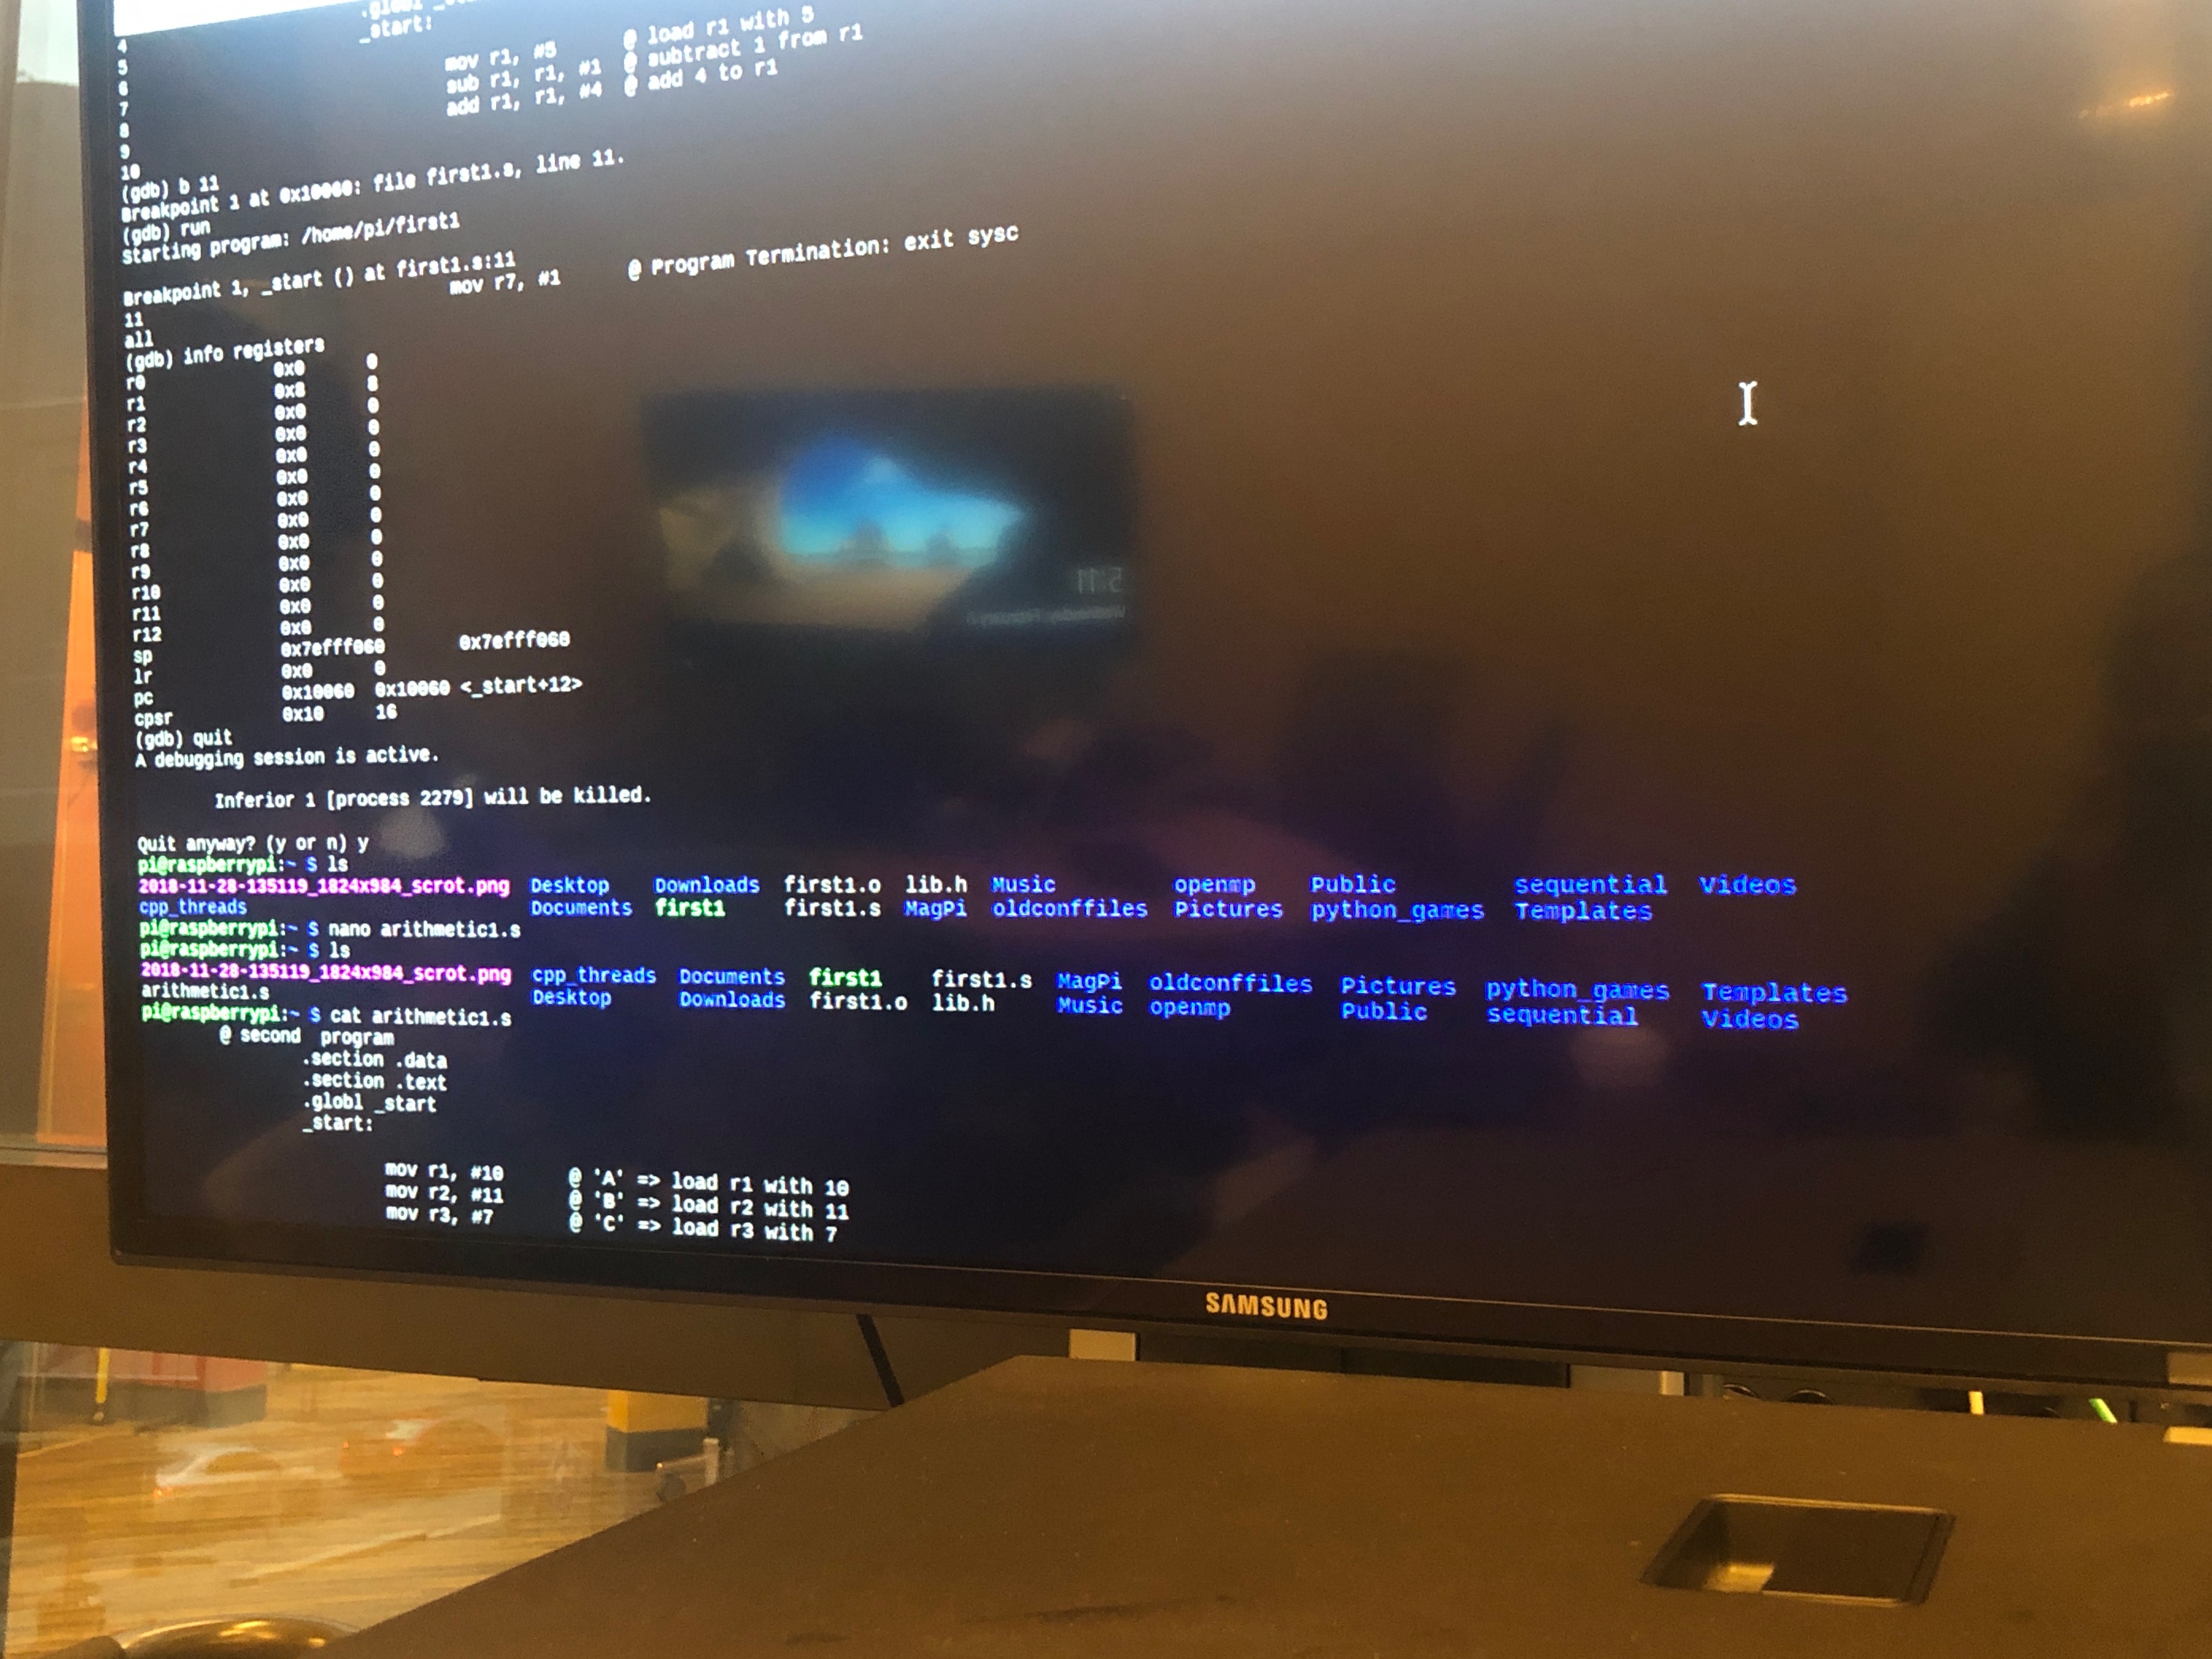 .globl
_start:
4
5 mov r1, #5 @ load r1 with 5
6 sub r1, r1, #1 @ subtract 1 from r1
7 add r1, r1, #4 @ add 4 to r1
8
9
10
(gdb) b 11
Breakpoint 1 at 0x10060: file first1.s, line 11.
(gdb) run
Starting program: /home/pi/first1
Breakpoint 1, _start () at first1.s:11
11 mov r7, #1 @ Program Termination: exit sysc
all
(gdb) info registers
r0 0x0 0
r1 0x8 8
r2 0x0 0
r3 0x0 0
r4 0x0 0
r5 0x0 0
r6 0x0 0
r7 0x0 0
r8 0x0 0
r9 0x0 0
r10 0x0 0
r11 0x0 0
r12 0x0 0
sp 0x7efff060 0x7efff060
lr 0x0 0
pc 0x10060 0x10060 <_start+12>
cpsr 0x10 16
(gdb) quit
A debugging session is active.
Inferior 1 [process 2279] will be killed.
Quit anyway? (y or n) y
pi@raspberrypi:~ $ ls
2018-11-28-135119_1824x984_scrot.png Desktop Downloads first1.o lib.h Music openmp Public sequential Videos
cpp_threads Documents first1 first1.s MagPi oldconffiles Pictures python_games Templates
pi@raspberrypi:~ $ nano arithmetic1.s
pi@raspberrypi:~ $ ls
2018-11-28-135119_1824x984_scrot.png cpp_threads Documents first1 first1.s MagPi oldconffiles Pictures python_games Templates
arithmetic1.s Desktop Downloads first1.o lib.h Music openmp Public sequential Videos
pi@raspberrypi:~ $ cat arithmetic1.s
@ second program
.section .data
.section .text
.globl _start
_start:
mov r1, #10 @ 'A' => load r1 with 10
mov r2, #11 @ 'B' => load r2 with 11
mov r3, #7 @ 'C' => load r3 with 7
SAMSUNG
5:11